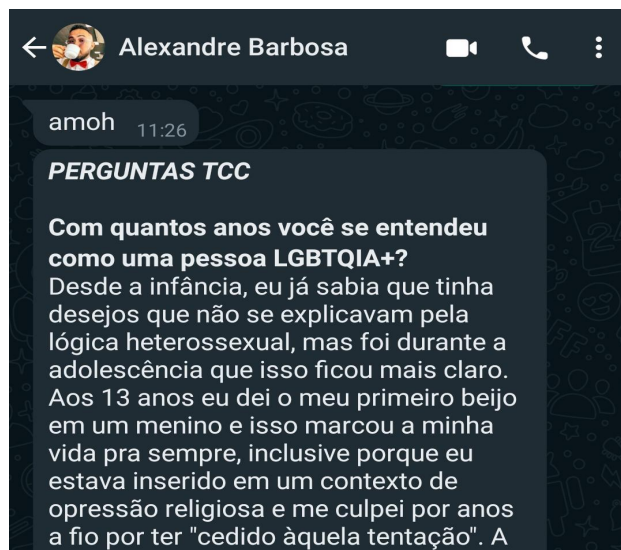 Alexandre Barbosa
amoh 11:26
PERGUNTAS TCC
Com quantos anos você se entendeu
como uma pessoa LGBTQIA+?
Desde a infância, eu já sabia que tinha
desejos que não se explicavam pela
lógica heterossexual, mas foi durante a
adolescência que isso ficou mais claro.
Aos 13 anos eu dei o meu primeiro beijo
em um menino e isso marcou a minha
vida pra sempre, inclusive porque eu
estava inserido em um contexto de
opressão religiosa e me culpei por anos
a fio por ter "cedido àquela tentação". A